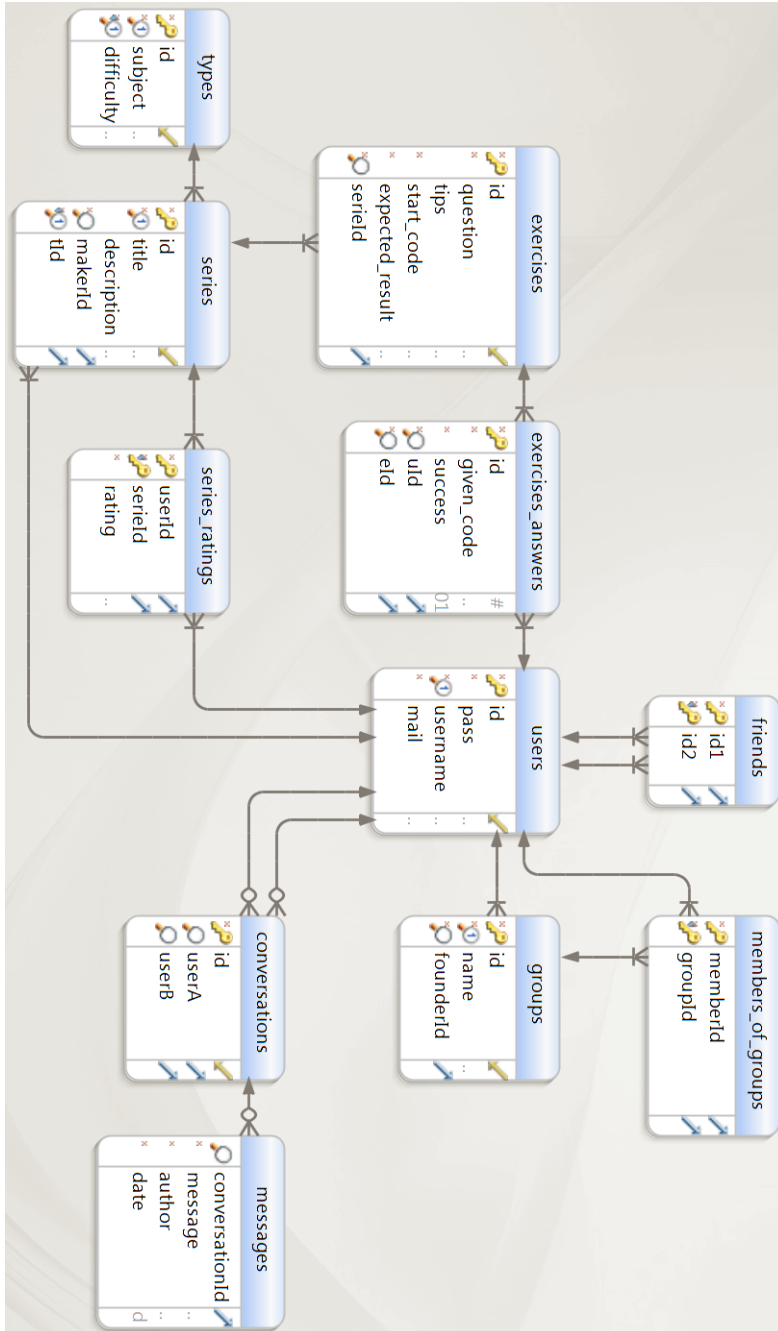 types
id
subject
difficulty
series
id
title
description
makerId
tId
exercises
id
question
tips
start_code
expected_result
serieId
exercises_answers
id
given_code
success
uId
eId
#
01
series_ratings
userId
serieId
rating
users
id
pass
username
mail
friends
id1
id2
members_of_groups
memberId
groupId
groups
id
name
founderId
conversations
id
userA
userB
messages
conversationId
message
author
date
d